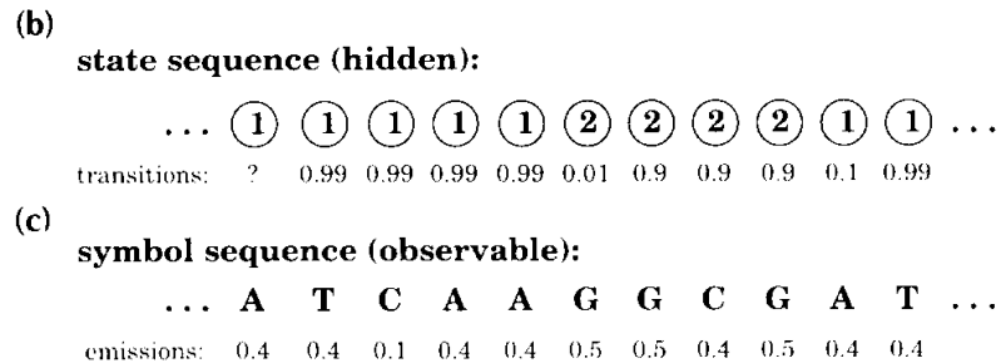 (b)
state sequence (hidden):
... 1 1 1 1 1 2 2 2 2 1 1 ...
transitions: ? 0.99 0.99 0.99 0.99 0.01 0.9 0.9 0.9 0.1 0.99
(c)
symbol sequence (observable):
... A T C A A G G C G A T ...
emissions: 0.4 0.4 0.1 0.4 0.4 0.5 0.5 0.4 0.5 0.4 0.4